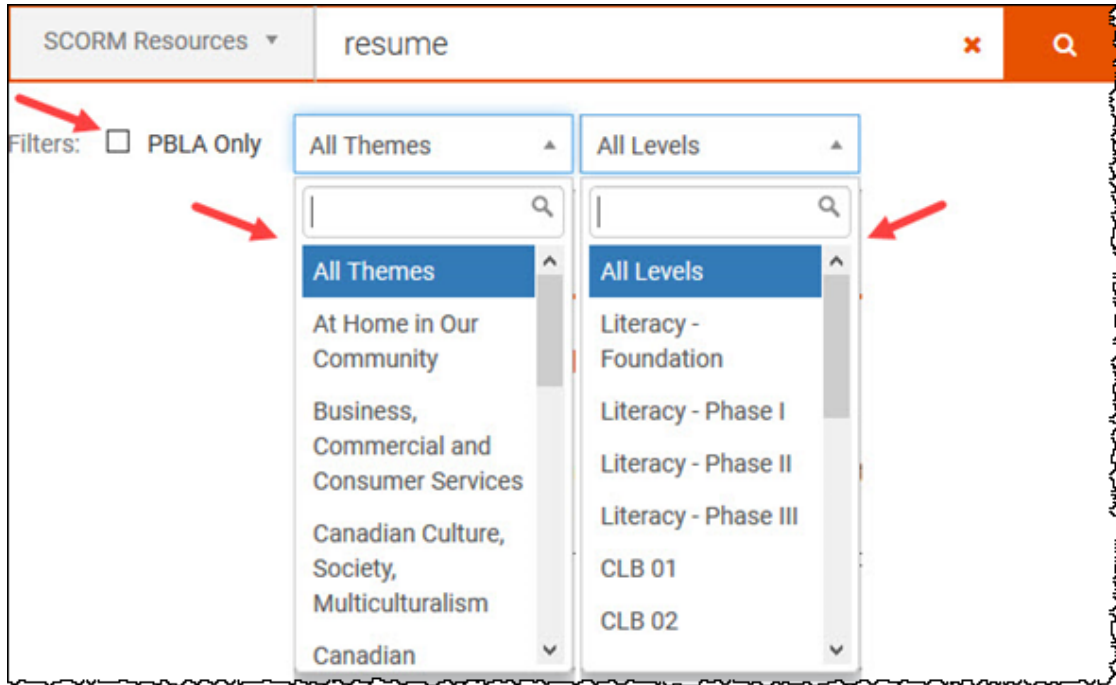 SCORM Resources resume
Filters: PBLA Only All Themes All Levels
All Themes
At Home in Our
Community
Business,
Commercial and
Consumer Services
Canadian Culture,
Society,
Multiculturalism
Canadian
All Levels
Literacy -
Foundation
Literacy - Phase I
Literacy - Phase II
Literacy - Phase III
CLB 01
CLB 02